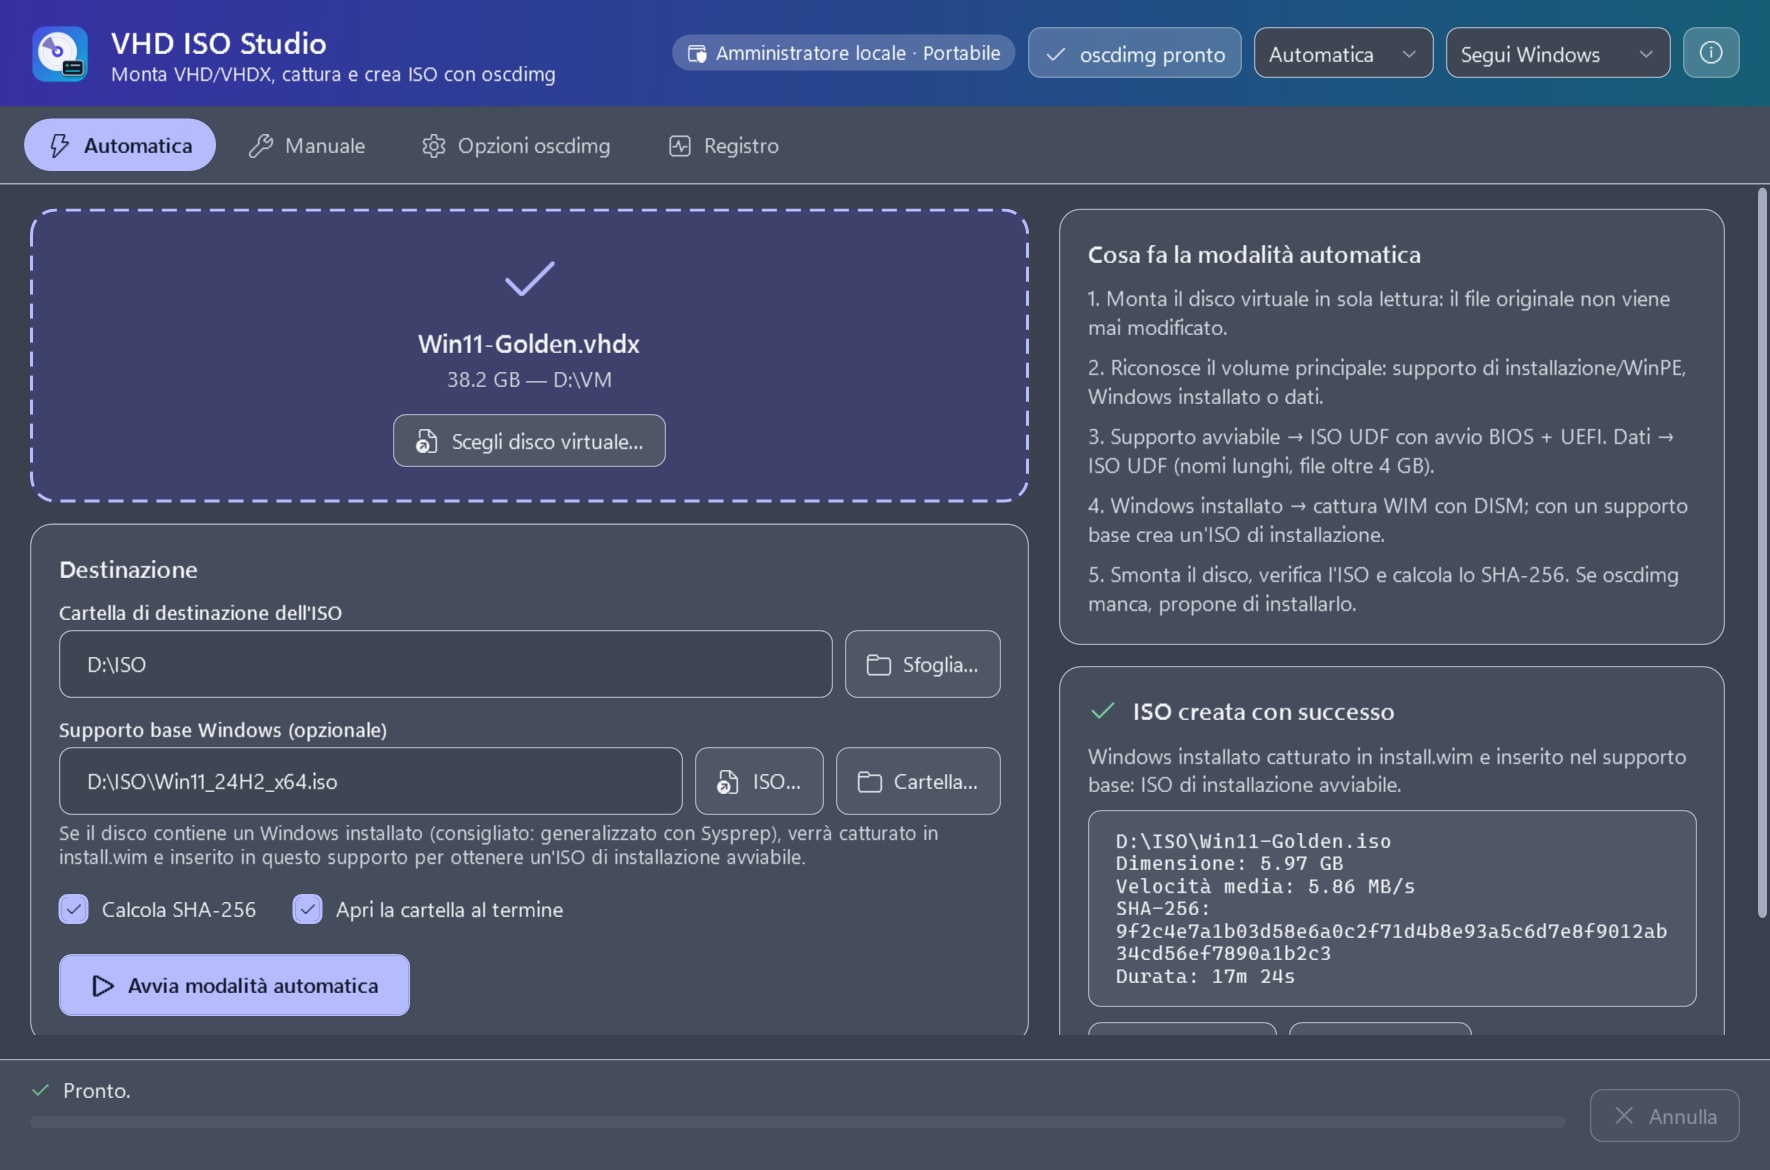 VHD ISO Studio
Monta VHD/VHDX, cattura e crea ISO con oscdimg
Amministratore locale · Portabile
oscdimg pronto
Automatica
Segui Windows
Automatica
Manuale
Opzioni oscdimg
Registro
Win11-Golden.vhdx
38.2 GB — D:\VM
Scegli disco virtuale...
Destinazione
Cartella di destinazione dell'ISO
D:\ISO
Sfoglia...
Supporto base Windows (opzionale)
D:\ISO\Win11_24H2_x64.iso
ISO...
Cartella...
Se il disco contiene un Windows installato (consigliato: generalizzato con Sysprep), verrà catturato in
install.wim e inserito in questo supporto per ottenere un'ISO di installazione avviabile.
Calcola SHA-256
Apri la cartella al termine
Avvia modalità automatica
Cosa fa la modalità automatica
1. Monta il disco virtuale in sola lettura: il file originale non viene
mai modificato.
2. Riconosce il volume principale: supporto di installazione/WinPE,
Windows installato o dati.
3. Supporto avviabile → ISO UDF con avvio BIOS + UEFI. Dati →
ISO UDF (nomi lunghi, file oltre 4 GB).
4. Windows installato → cattura WIM con DISM; con un supporto
base crea un'ISO di installazione.
5. Smonta il disco, verifica l'ISO e calcola lo SHA-256. Se oscdimg
manca, propone di installarlo.
ISO creata con successo
Windows installato catturato in install.wim e inserito nel supporto
base: ISO di installazione avviabile.
D:\ISO\Win11-Golden.iso
Dimensione: 5.97 GB
Velocità media: 5.86 MB/s
SHA-256:
9f2c4e7a1b03d58e6a0c2f71d4b8e93a5c6d7e8f9012ab
34cd56ef7890a1b2c3
Durata: 17m 24s
Pronto.
Annulla